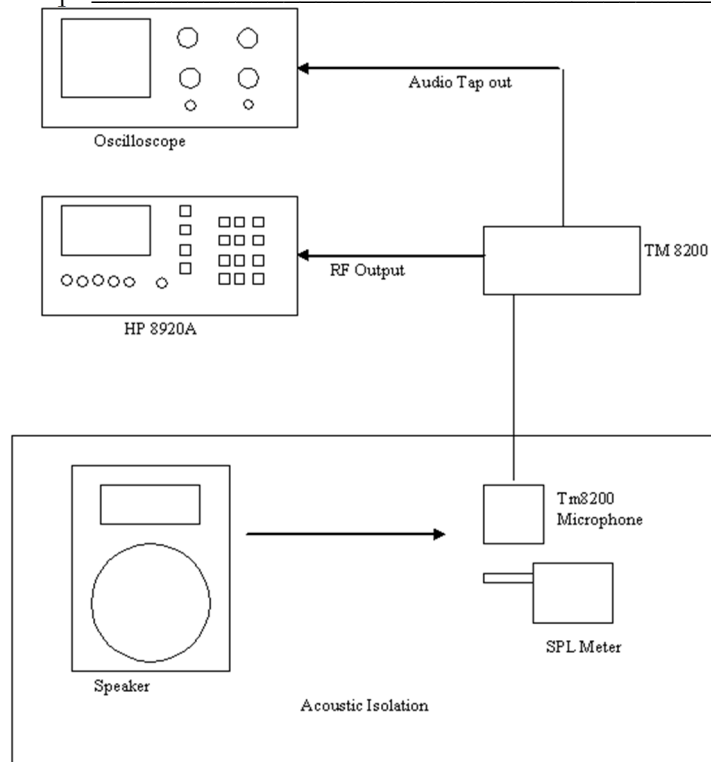 Audio Tap out
Oscilloscope
TM 8200
RF Output
HP 8920A
Tm8200
Microphone
SPL Meter
Speaker
Acoustic Isolation